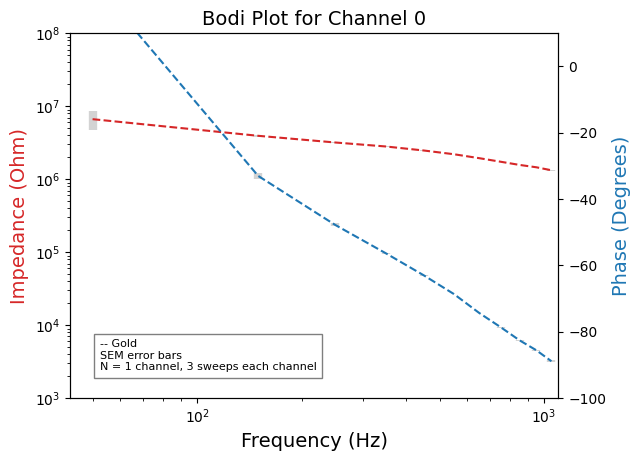 Bodi Plot for Channel 0
Impedance (Ohm)
10^8
10^7
10^6
10^5
10^4
10^3
-- Gold
SEM error bars
N = 1 channel, 3 sweeps each channel
0
−20
−40
−60
−80
−100
Phase (Degrees)
10^2
10^3
Frequency (Hz)